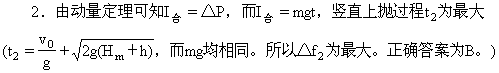 2．由动量定理可知I合＝△P，而I合＝mgt，竖直上抛过程t₂为最大
(t₂＝v₀/g＋√2g(Hₘ＋h)，而mg均相同。所以△f₂为最大。正确答案为B。)